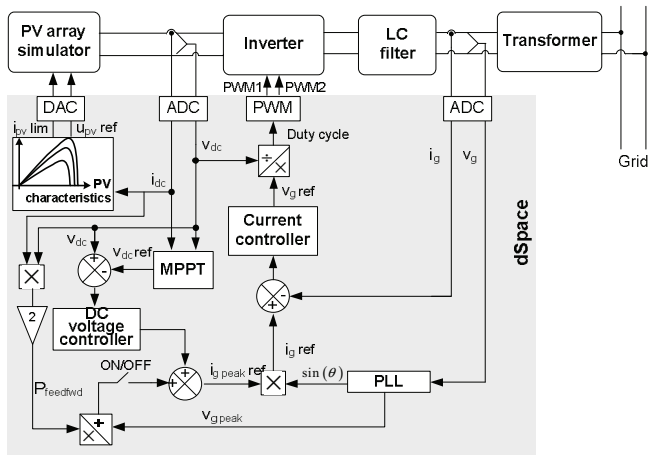 PV array
simulator
Inverter
LC
filter
Transformer
PWM1
PWM2
DAC
ADC
PWM
ADC
i_pv lim
u_pv ref
Duty cycle
v_dc
÷
×
i_g
v_g
Grid
PV
characteristics
i_dc
v_g ref
Current
controller
dSpace
v_dc
v_dc ref
+
-
×
MPPT
-
+
2
DC
voltage
controller
i_g ref
ON/OFF
+
+
i_g peak ref
×
sin(θ)
PLL
P_feedfwd
v_g peak
+
×